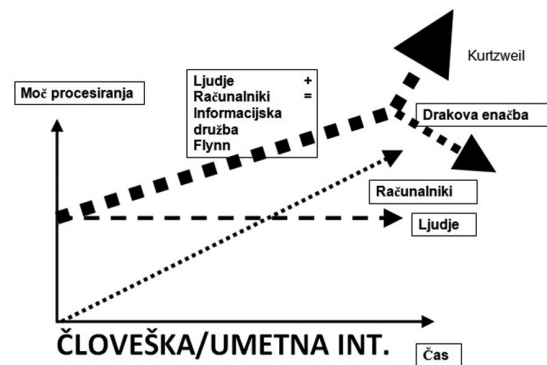 Kurtzweil
Ljudje +
Računalniki =
Informacijska
družba
Flynn
Moč procesiranja
Drakova enačba
Računalniki
Ljudje
ČLOVEŠKA/UMETNA INT.
Čas